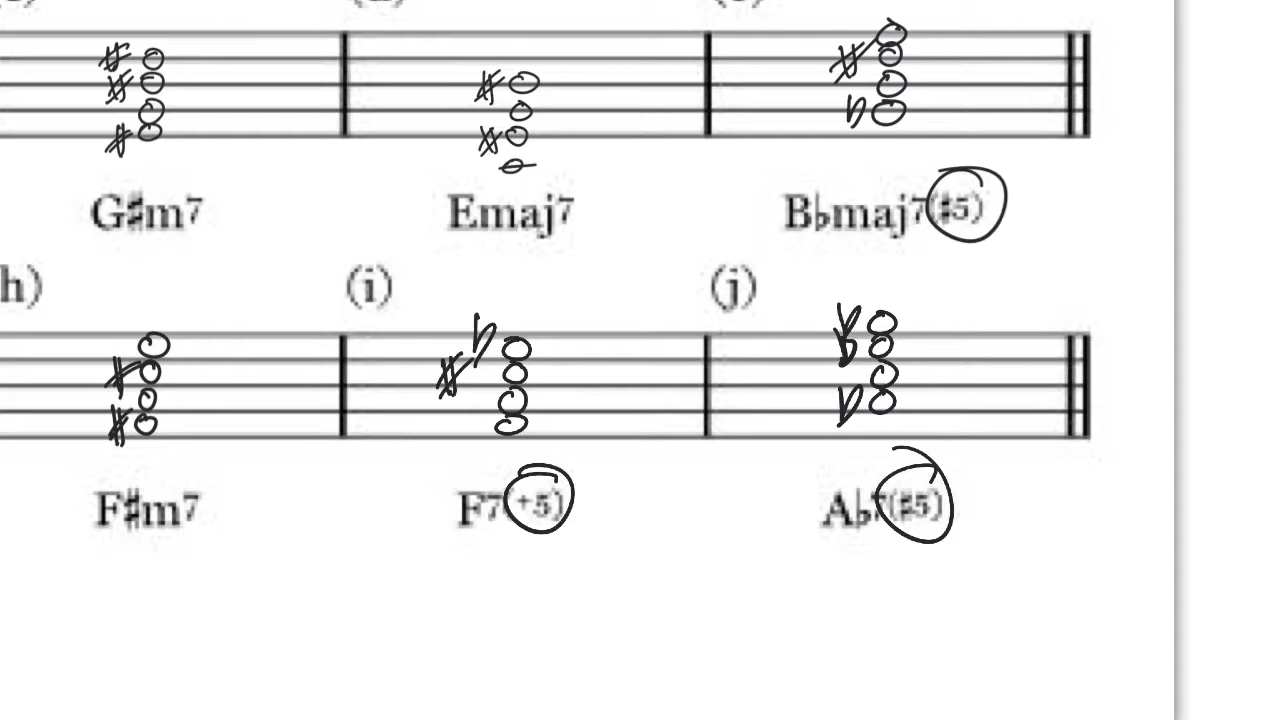 G♯m7 Emaj7 B♭maj7(♯5)
h) (i) (j)
F♯m7 F7(+5) A♭7(♯5)